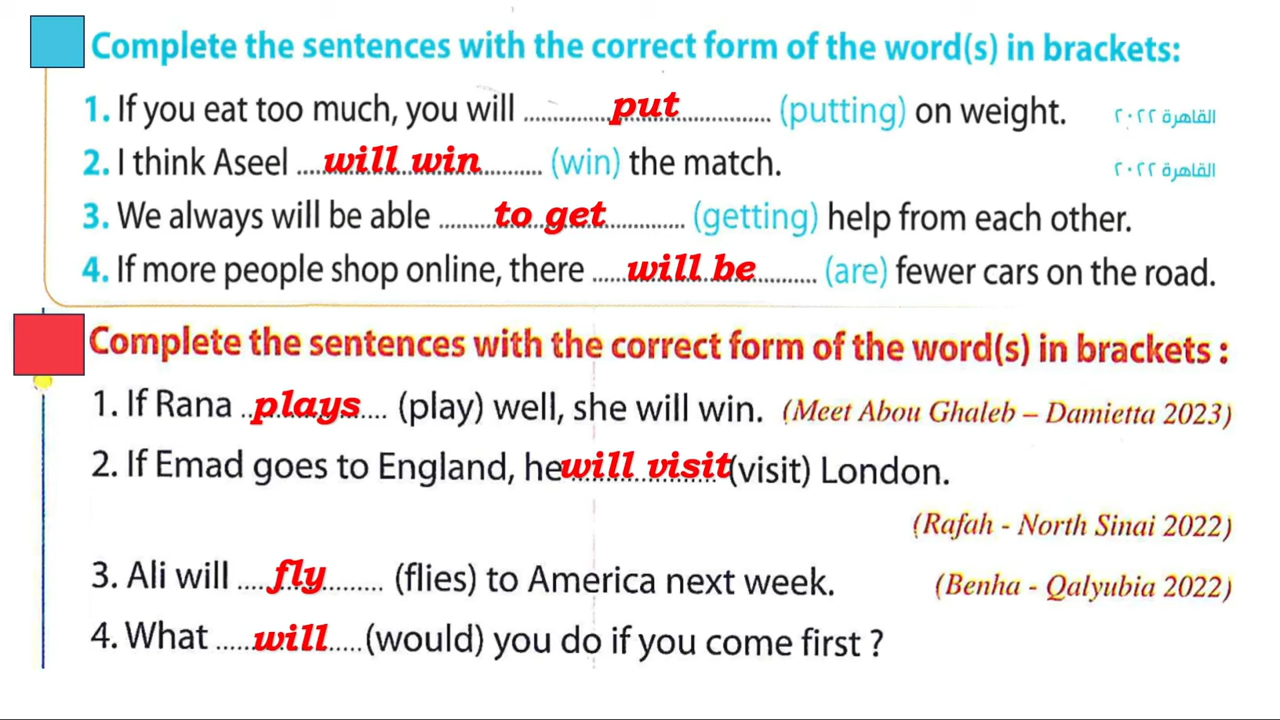 Complete the sentences with the correct form of the word(s) in brackets:
1. If you eat too much, you will ..........put.......... (putting) on weight. القاهرة ٢٠٢٢
2. I think Aseel ....will win.......... (win) the match. القاهرة ٢٠٢٢
3. We always will be able .........to get............ (getting) help from each other.
4. If more people shop online, there .....will be......... (are) fewer cars on the road.
Complete the sentences with the correct form of the word(s) in brackets :
1. If Rana ..plays.... (play) well, she will win. (Meet Abou Ghaleb – Damietta 2023)
2. If Emad goes to England, he will visit (visit) London.
(Rafah - North Sinai 2022)
3. Ali will ....fly......... (flies) to America next week. (Benha - Qalyubia 2022)
4. What .....will..... (would) you do if you come first ?